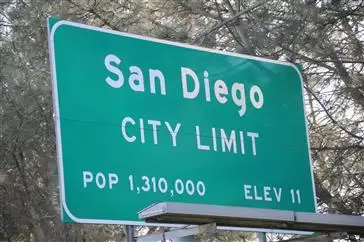 San Diego
CITY LIMIT
POP 1,310,000 ELEV 11